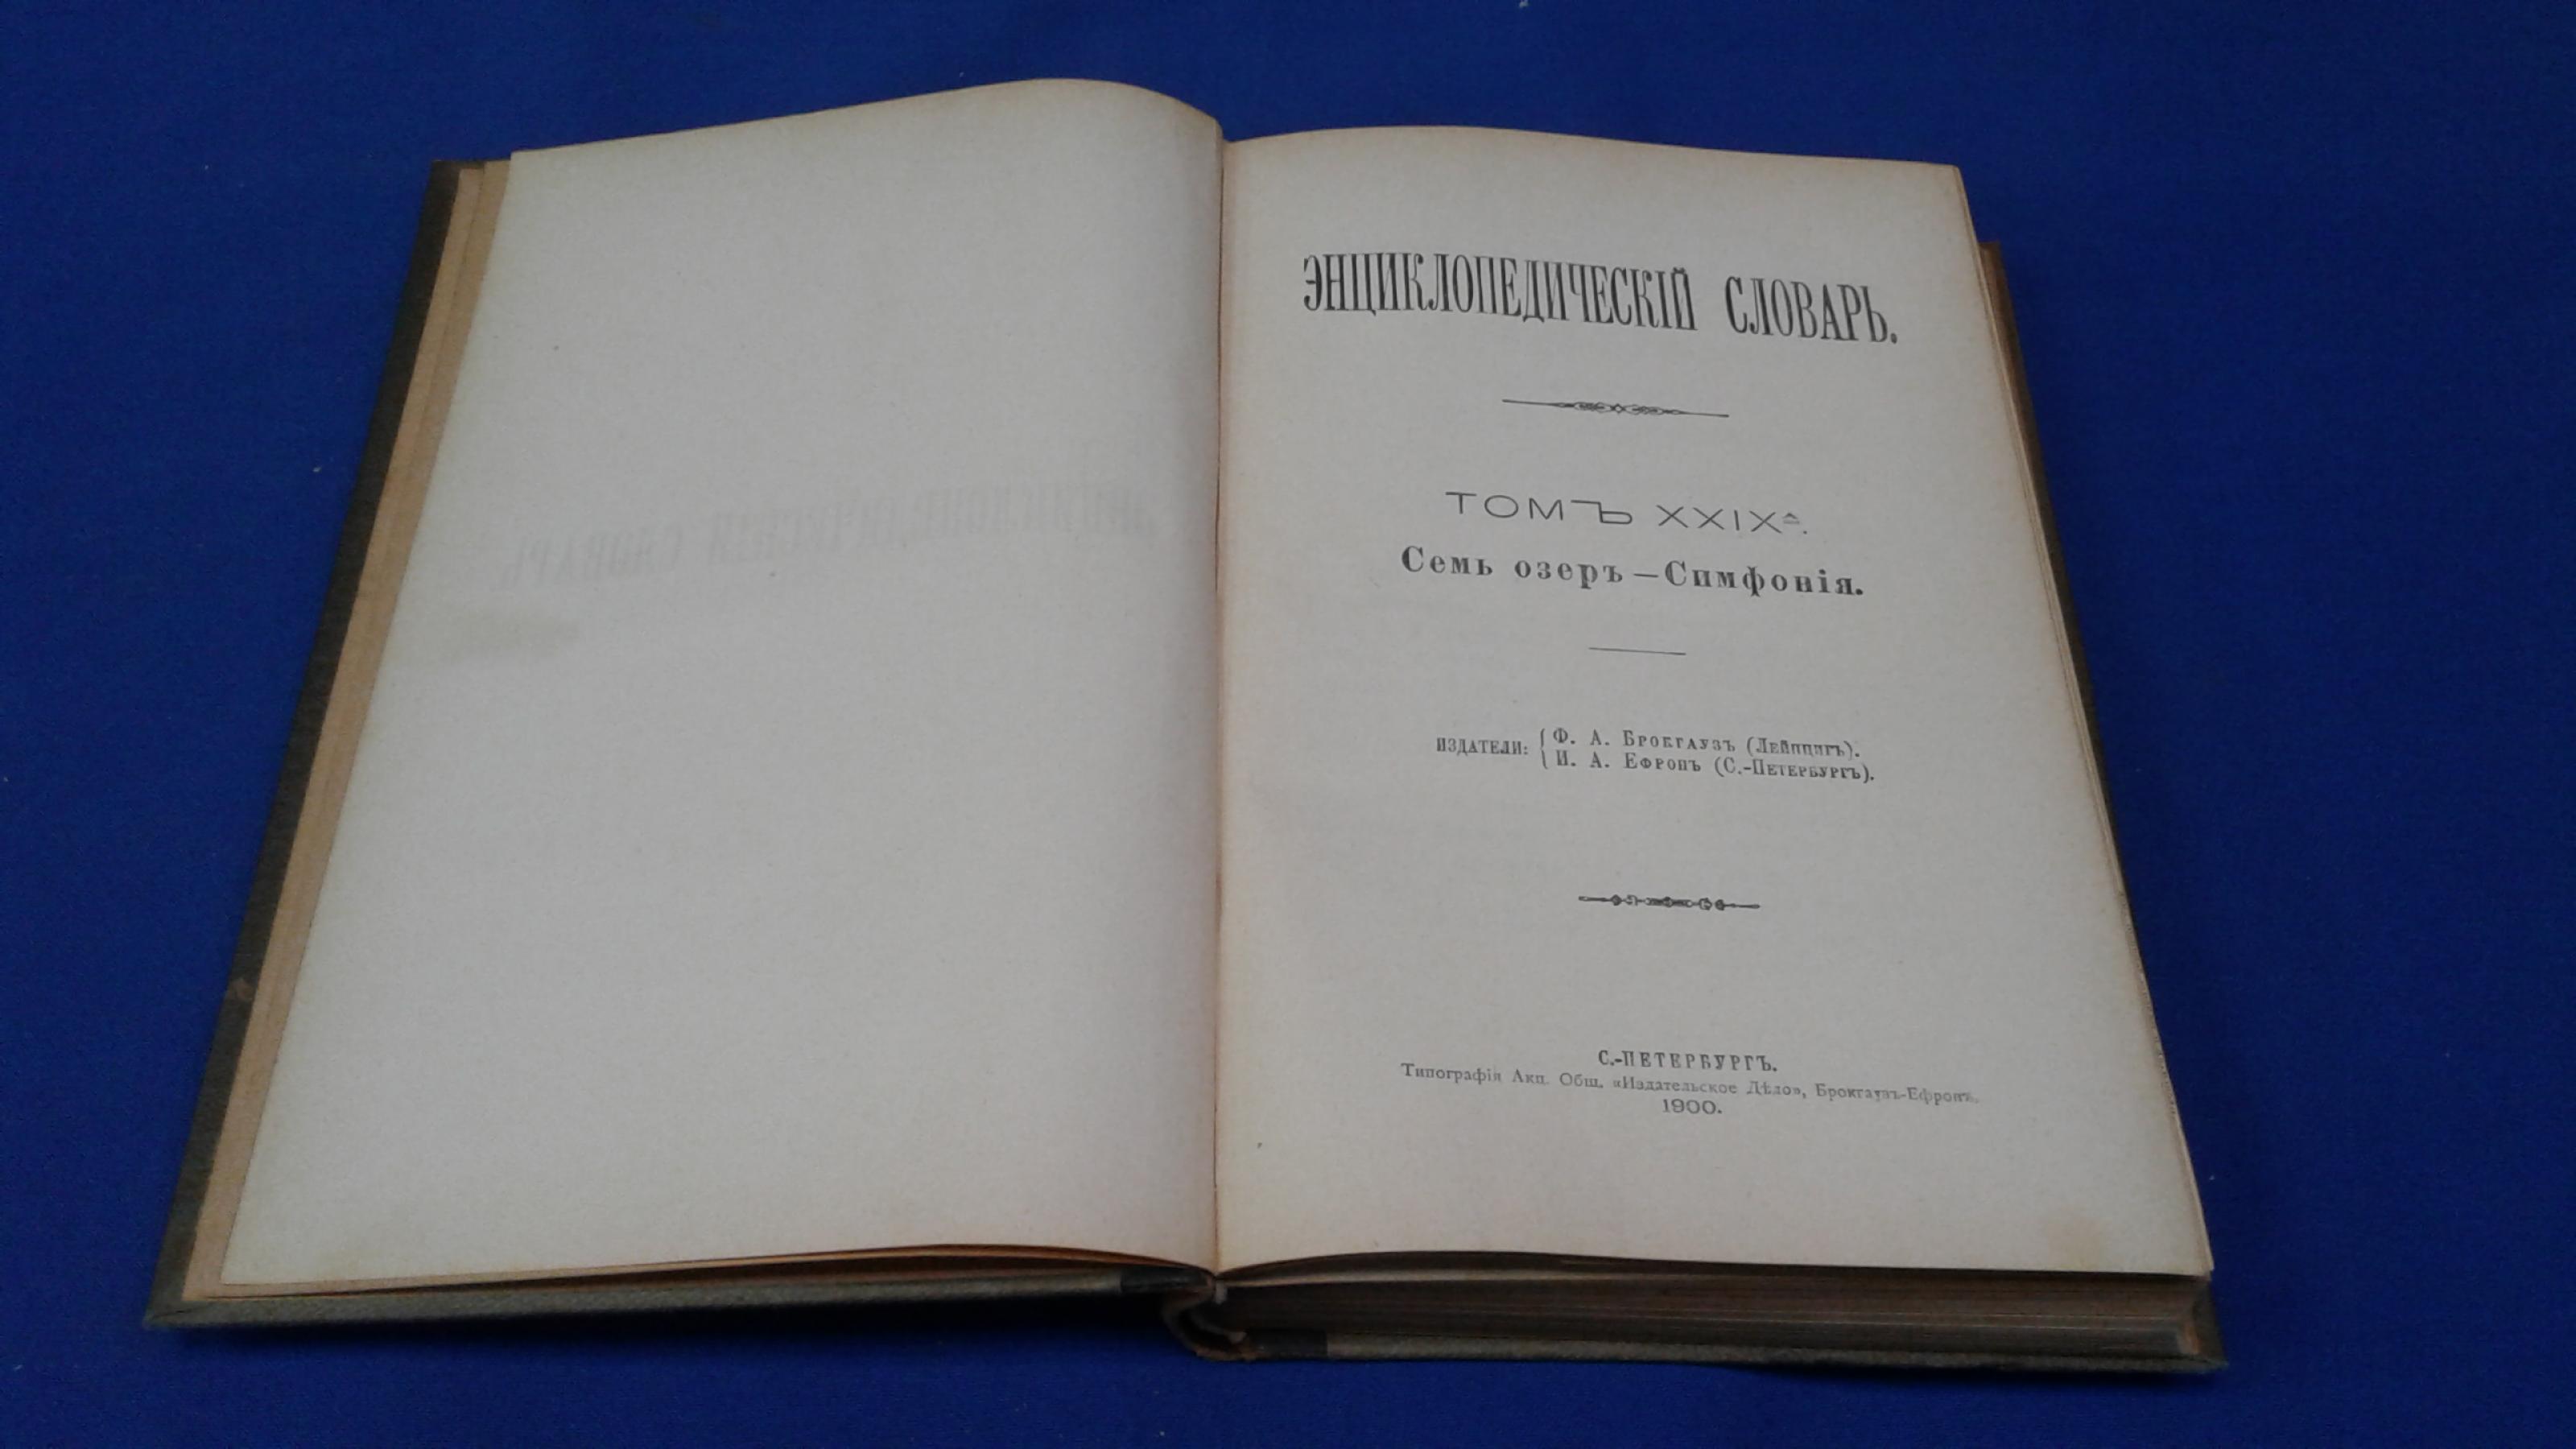 ЭНЦИКЛОПЕДИЧЕСКІЙ СЛОВАРЬ.
ТОМЪ XXIXА.
Семь озеръ—Симфонія.
ИЗДАТЕЛИ: { Ф. А. БРОКГАУЗЪ (ЛЕЙПЦИГЪ).
И. А. ЕФРОНЪ (С.-ПЕТЕРБУРГЪ).
С.-ПЕТЕРБУРГЪ.
Типографія Акц. Общ. «Издательское Дѣло», Брокгаузъ-Ефронъ.
1900.